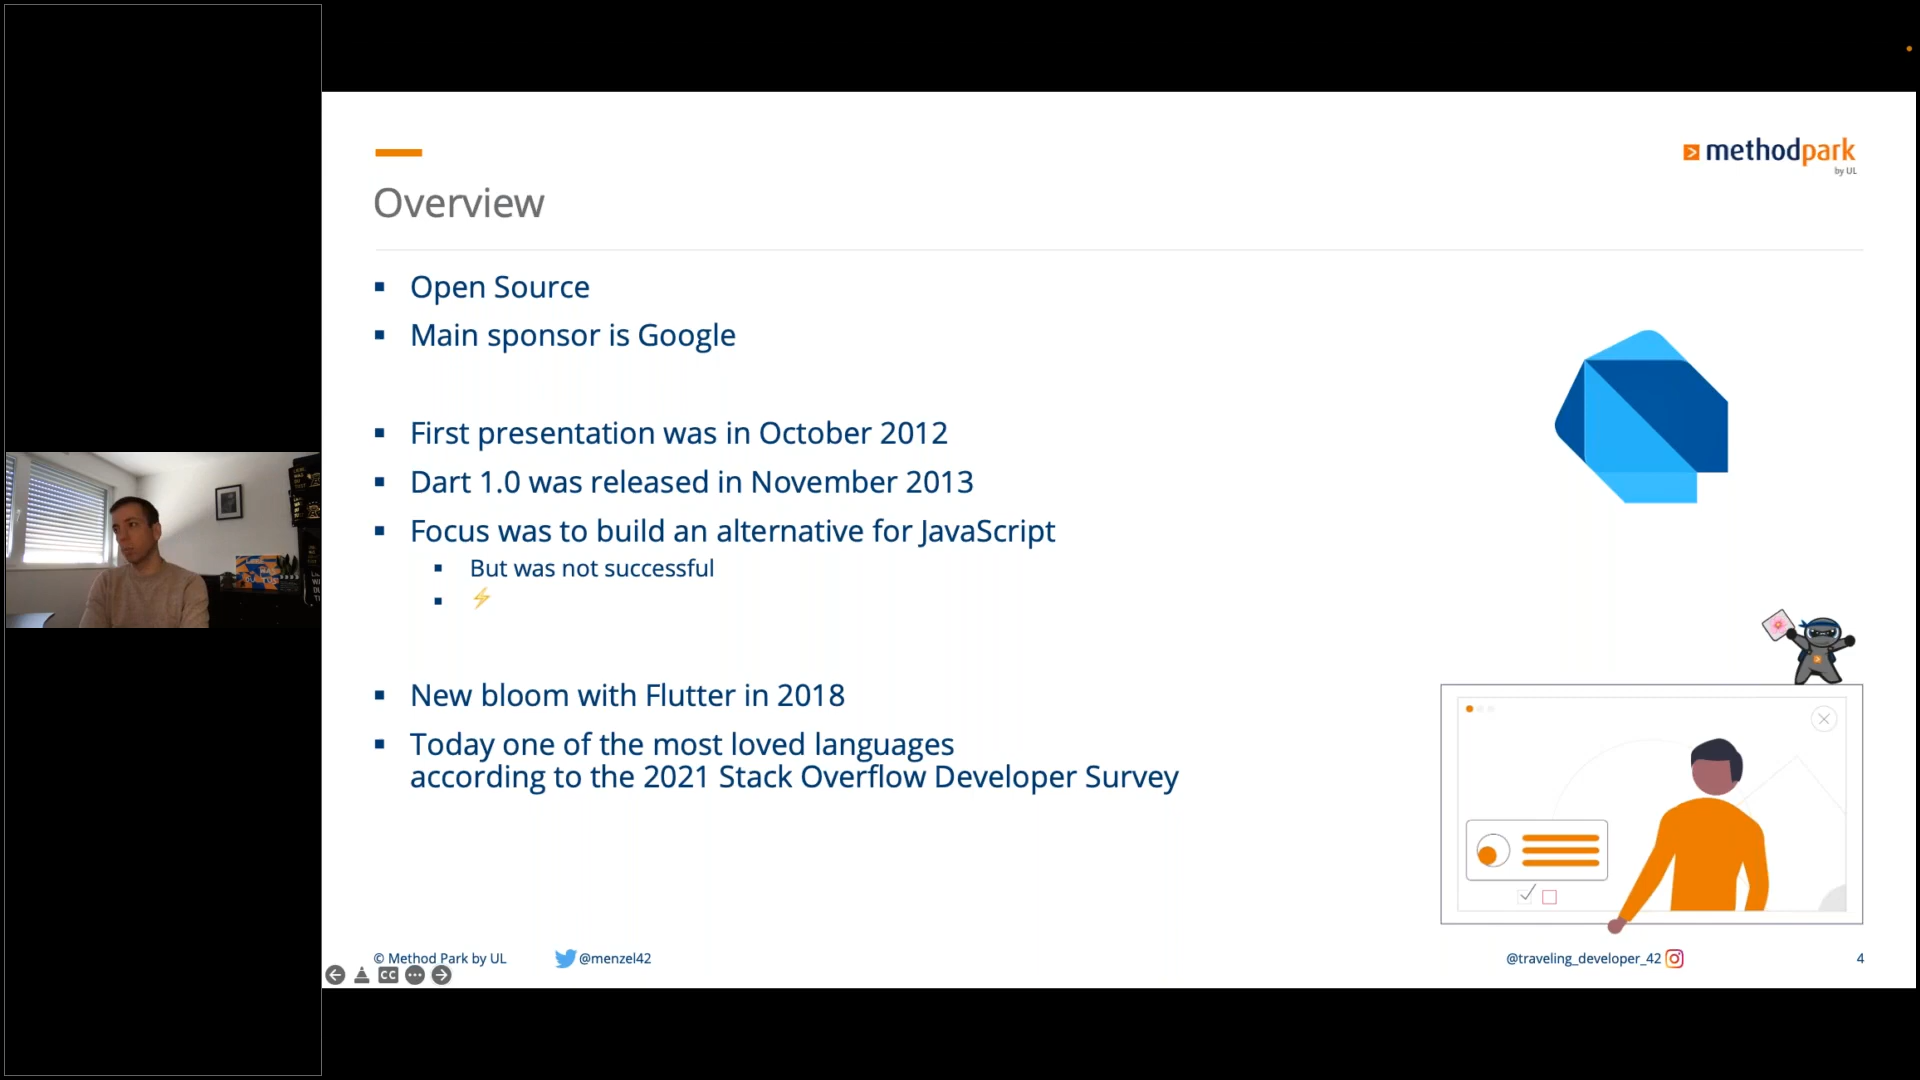 methodpark
by UL
Overview
Open Source
Main sponsor is Google
First presentation was in October 2012
Dart 1.0 was released in November 2013
Focus was to build an alternative for JavaScript
But was not successful
⚡
New bloom with Flutter in 2018
Today one of the most loved languages
according to the 2021 Stack Overflow Developer Survey
© Method Park by UL
@menzel42
@traveling_developer_42
4
CC